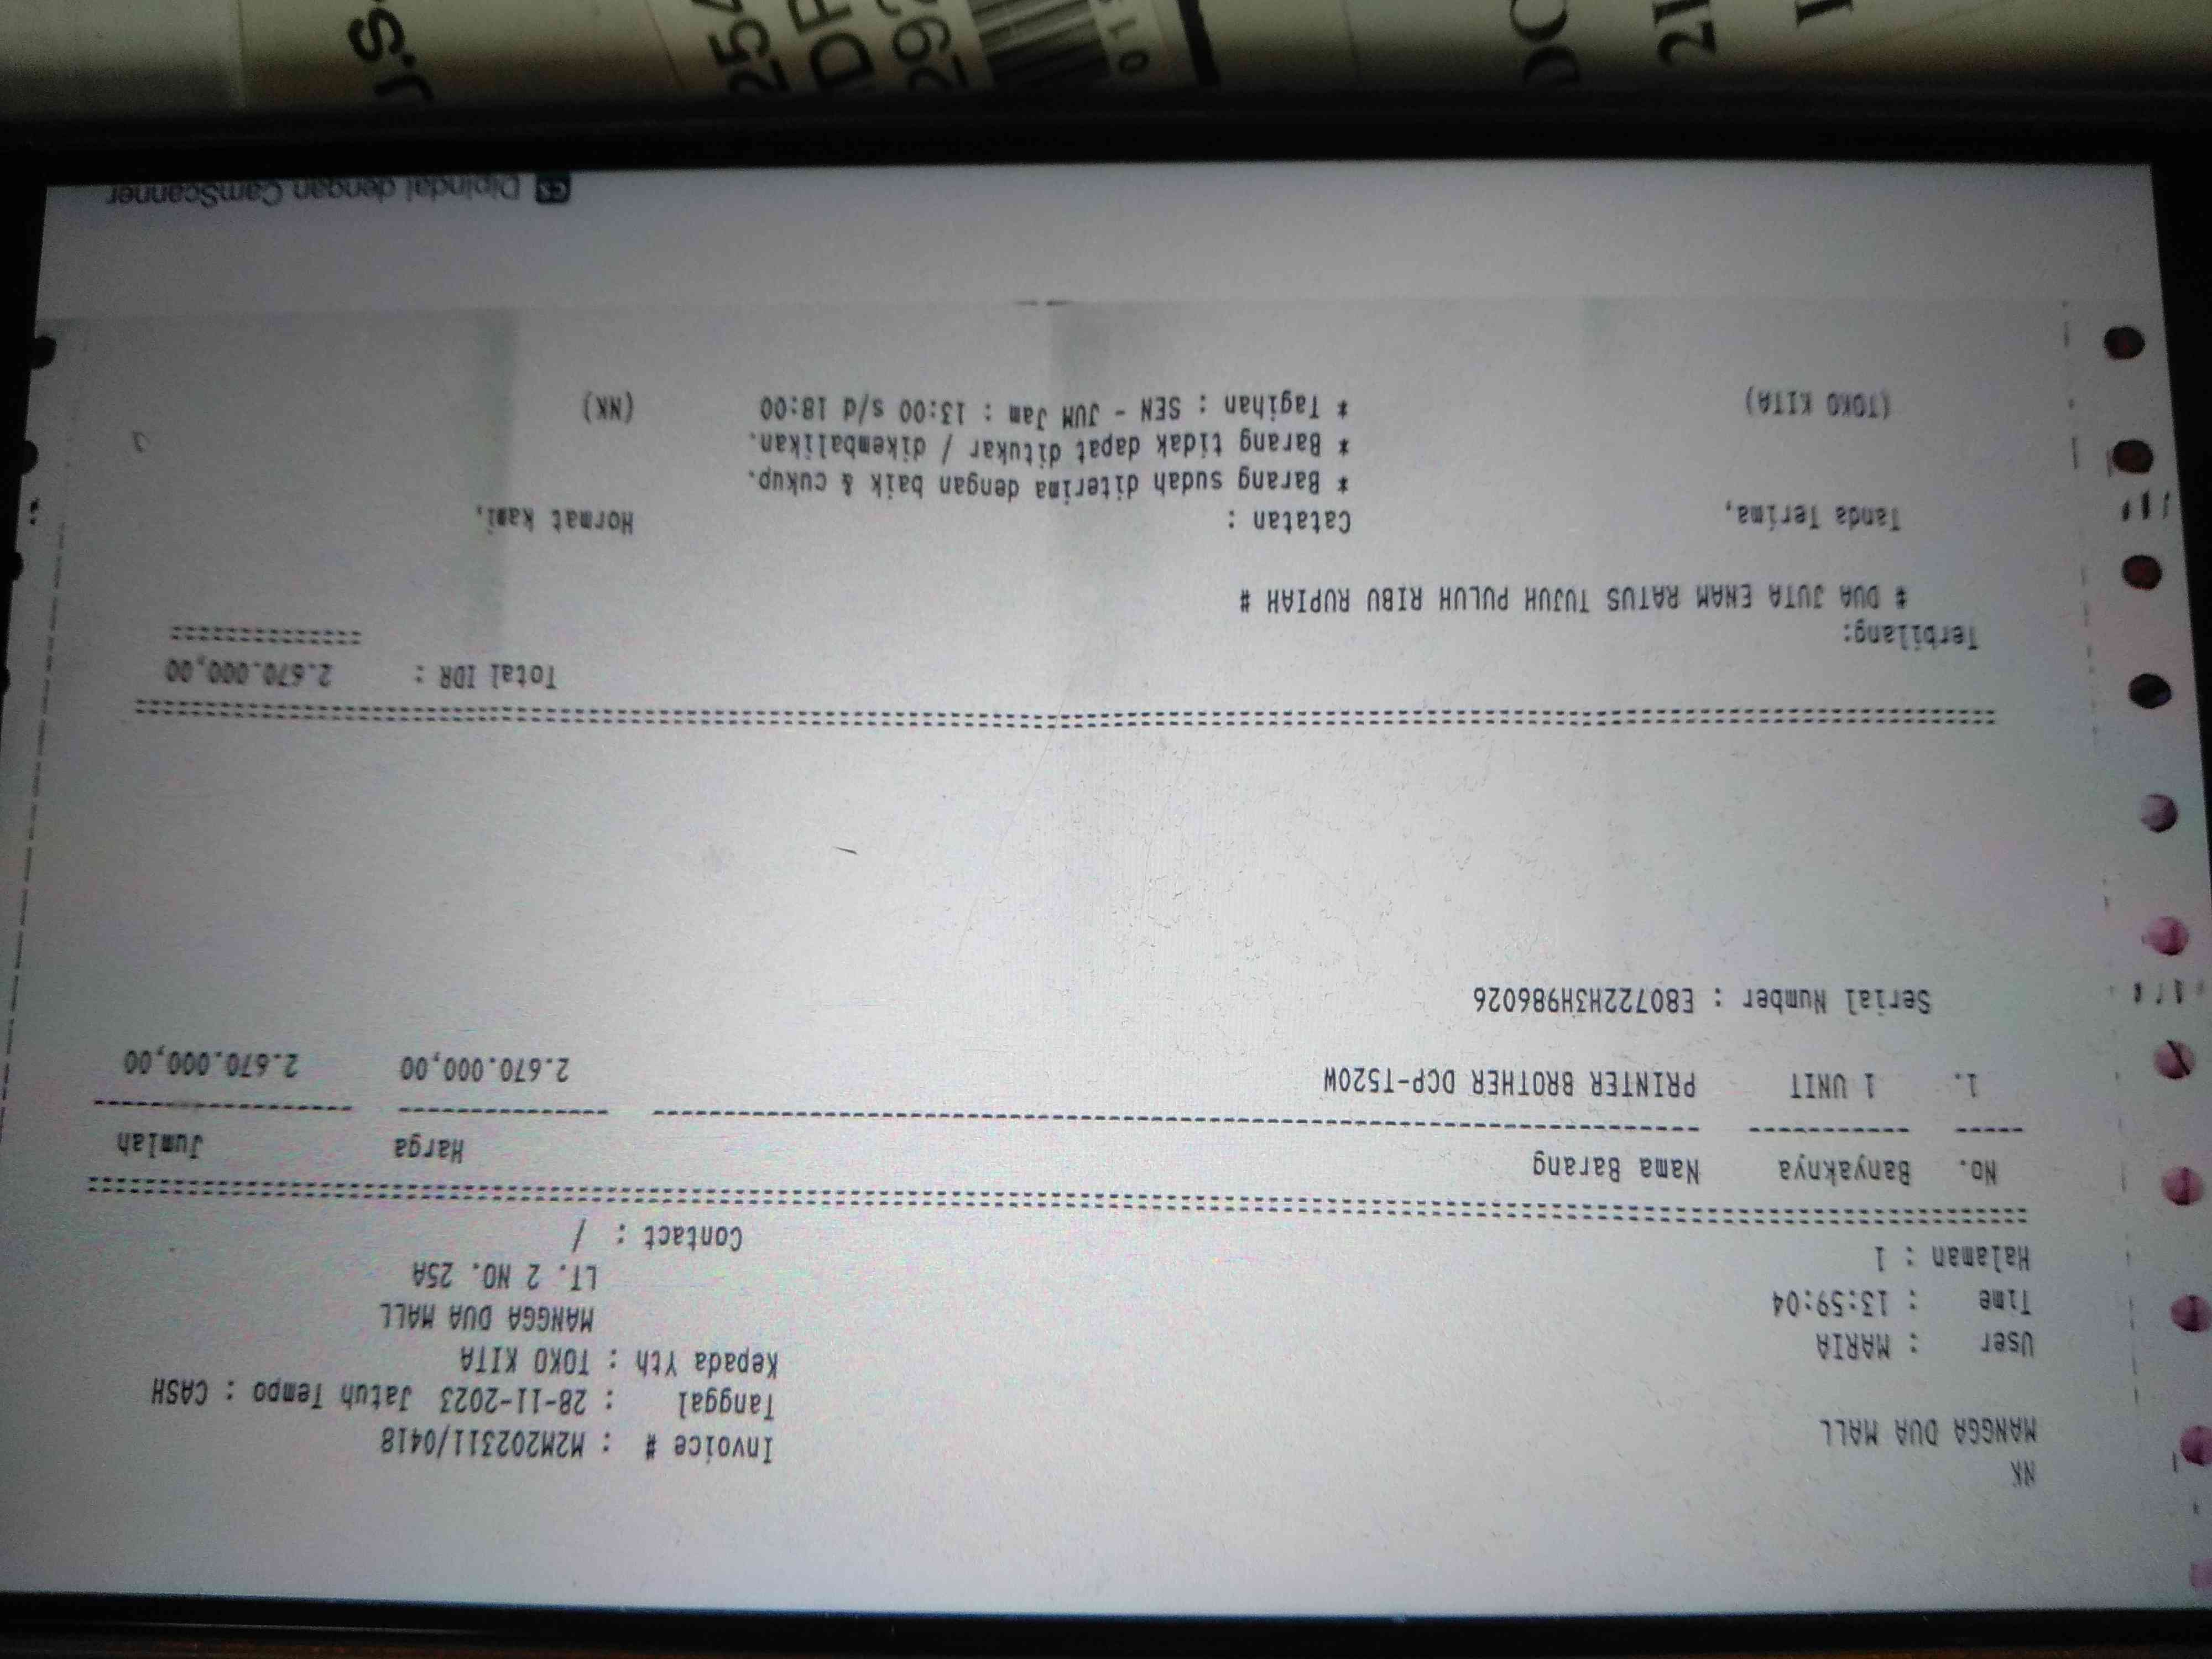 NK
MANGGA DUA MALL
Invoice # : M2M202311/0418
Tanggal : 28-11-2023 Jatuh Tempo : CASH
Kepada Yth : TOKO KITA
MANGGA DUA MALL
LT. 2 NO. 25A
Contact : /
User : MARIA
Time : 13:59:04
Halaman : 1
No. Banyaknya Nama Barang Harga Jumlah
1. 1 UNIT PRINTER BROTHER DCP-T520W 2.670.000,00 2.670.000,00
Serial Number : E80722H3H986026
Total IDR : 2.670.000,00
Terbilang:
# DUA JUTA ENAM RATUS TUJUH PULUH RIBU RUPIAH #
Tanda Terima, Catatan : Hormat kami,
* Barang sudah diterima dengan baik & cukup.
* Barang tidak dapat ditukar / dikembalikan.
* Tagihan : SEN - JUM Jam : 13:00 s/d 18:00
(TOKO KITA) (NK)
CS Dipindai dengan CamScanner